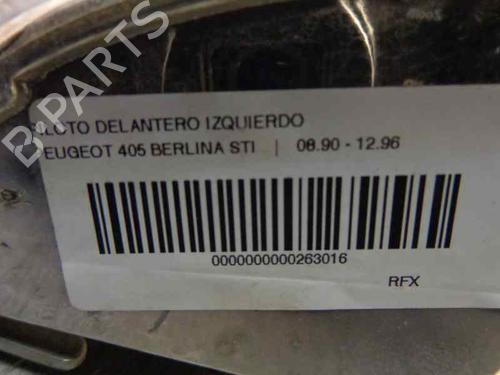 PILOTO DELANTERO IZQUIERDO
PEUGEOT 405 BERLINA STI | 08.90 - 12.96
0000000000263016
RFX
B-PARTS